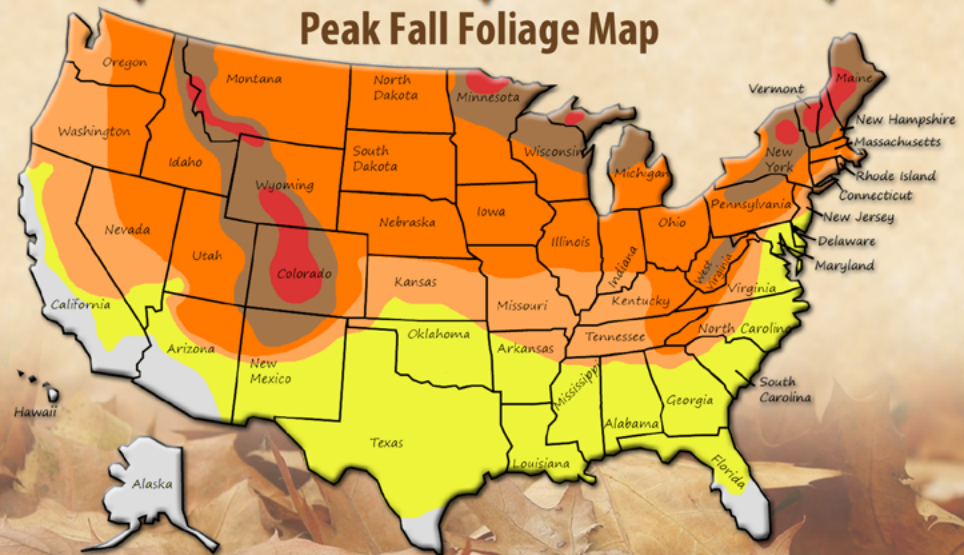 Peak Fall Foliage Map
Oregon
Montana
North
Dakota
Minnesota
Vermont
Maine
New Hampshire
Massachusetts
Washington
Idaho
South
Dakota
Wisconsin
Michigan
New
York
Rhode Island
Connecticut
Wyoming
Nebraska
Iowa
Pennsylvania
New Jersey
Nevada
Utah
Illinois
Indiana
Ohio
Delaware
Maryland
Colorado
Kansas
Missouri
Kentucky
West
Virginia
Virginia
California
Arizona
New
Mexico
Oklahoma
Arkansas
Tennessee
North Carolina
South
Carolina
Mississippi
Alabama
Georgia
Hawaii
Texas
Louisiana
Florida
Alaska